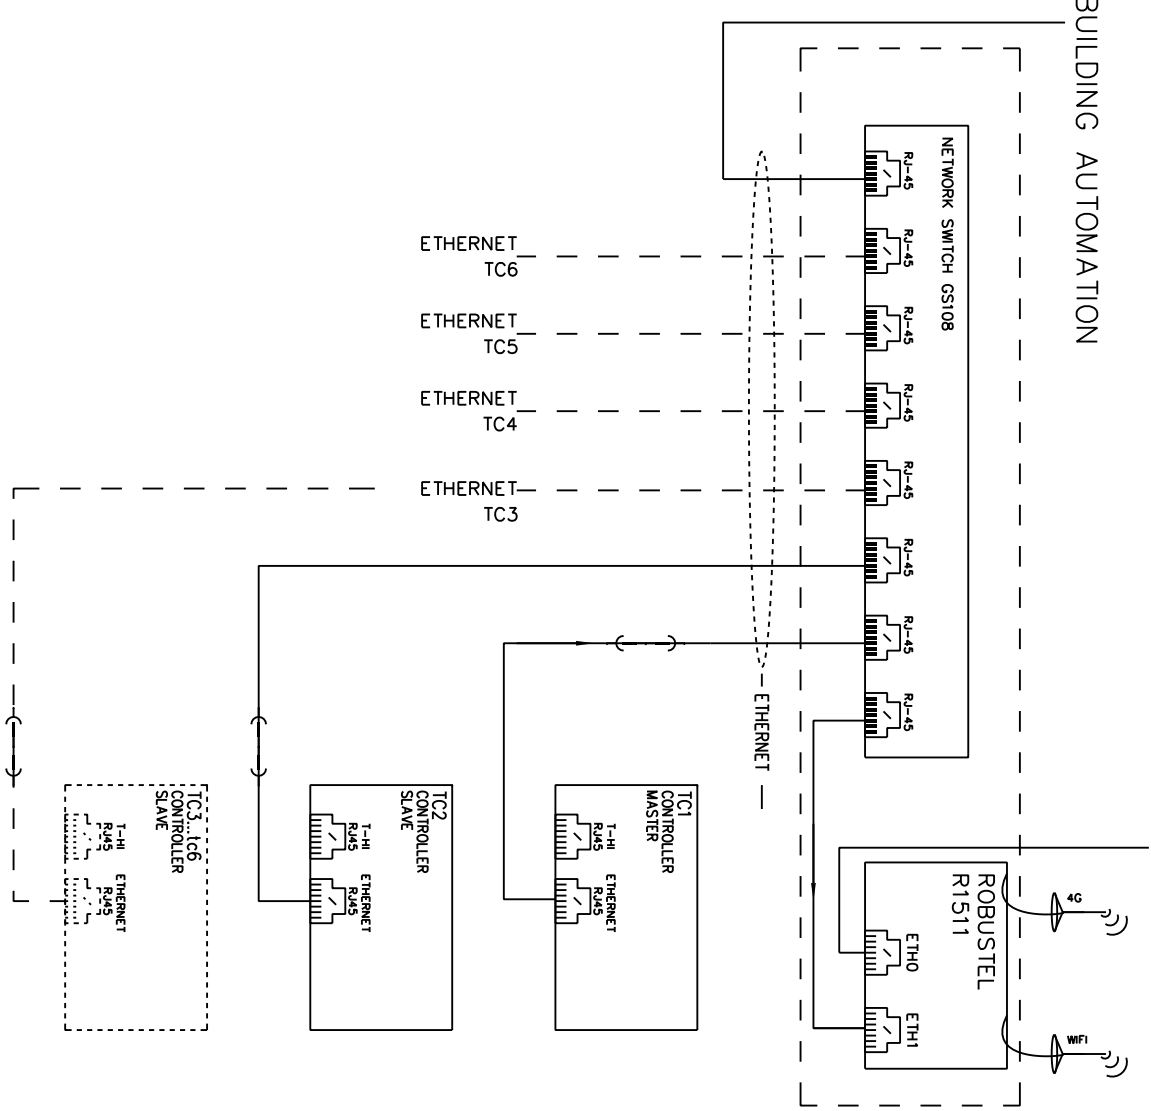 BUILDING AUTOMATION
NETWORK SWITCH GS108
RJ-45
RJ-45
RJ-45
RJ-45
RJ-45
RJ-45
RJ-45
RJ-45
ETHERNET
TC6
ETHERNET
TC5
ETHERNET
TC4
ETHERNET
TC3
ETHERNET
ROBUSTEL
R1511
ETH0
ETH1
4G
WIFI
TC1
CONTROLLER
MASTER
T-HI
RJ45
ETHERNET
RJ45
TC2
CONTROLLER
SLAVE
T-HI
RJ45
ETHERNET
RJ45
TC3...tc6
CONTROLLER
SLAVE
T-HI
RJ45
ETHERNET
RJ45